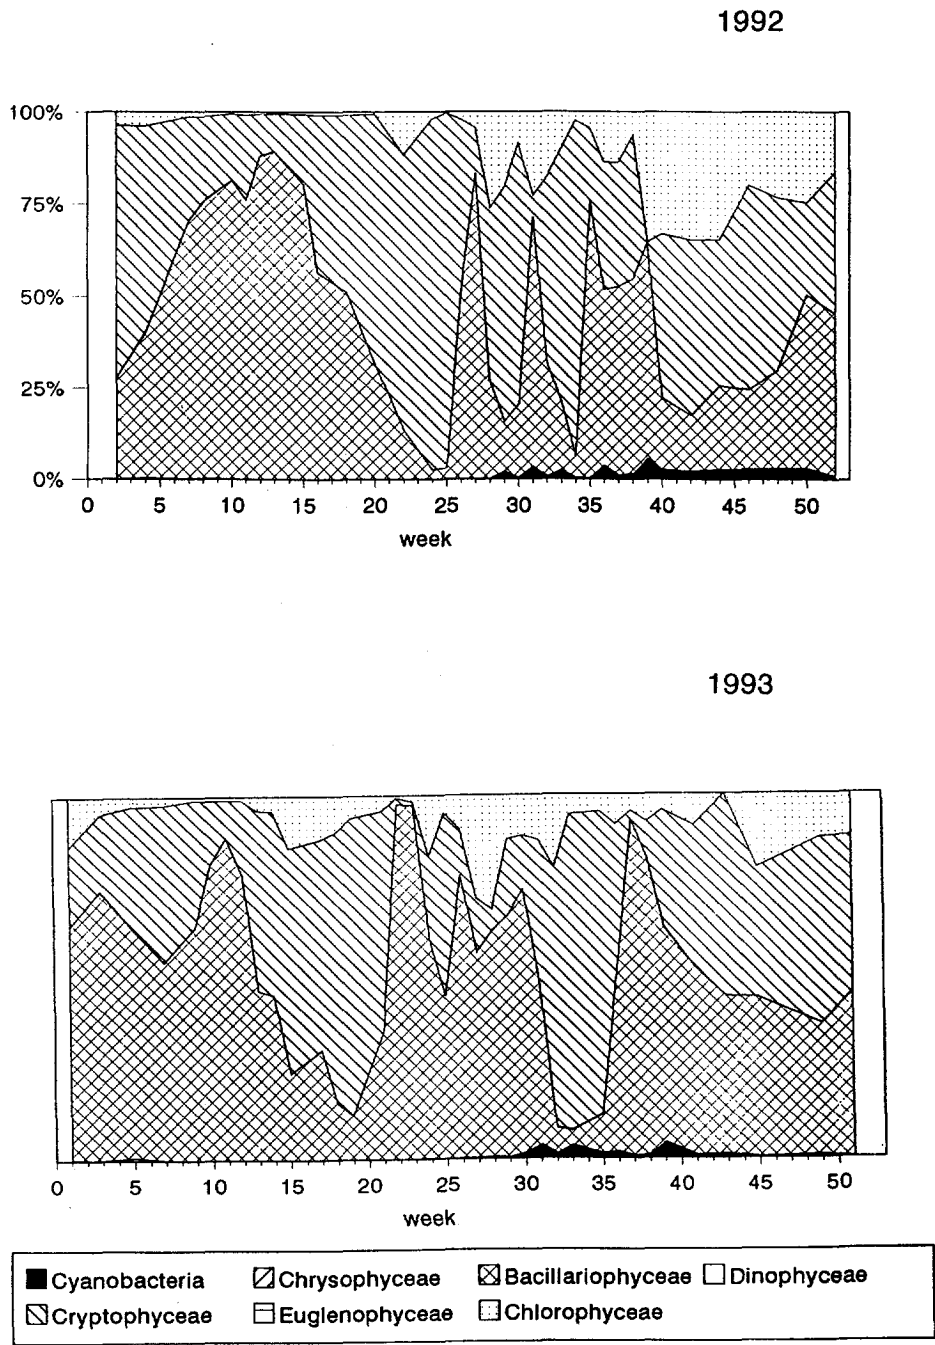 1992
100%
75%
50%
25%
0%
0 5 10 15 20 25 30 35 40 45 50
week
1993
0 5 10 15 20 25 30 35 40 45 50
week
Cyanobacteria Chrysophyceae Bacillariophyceae Dinophyceae
Cryptophyceae Euglenophyceae Chlorophyceae